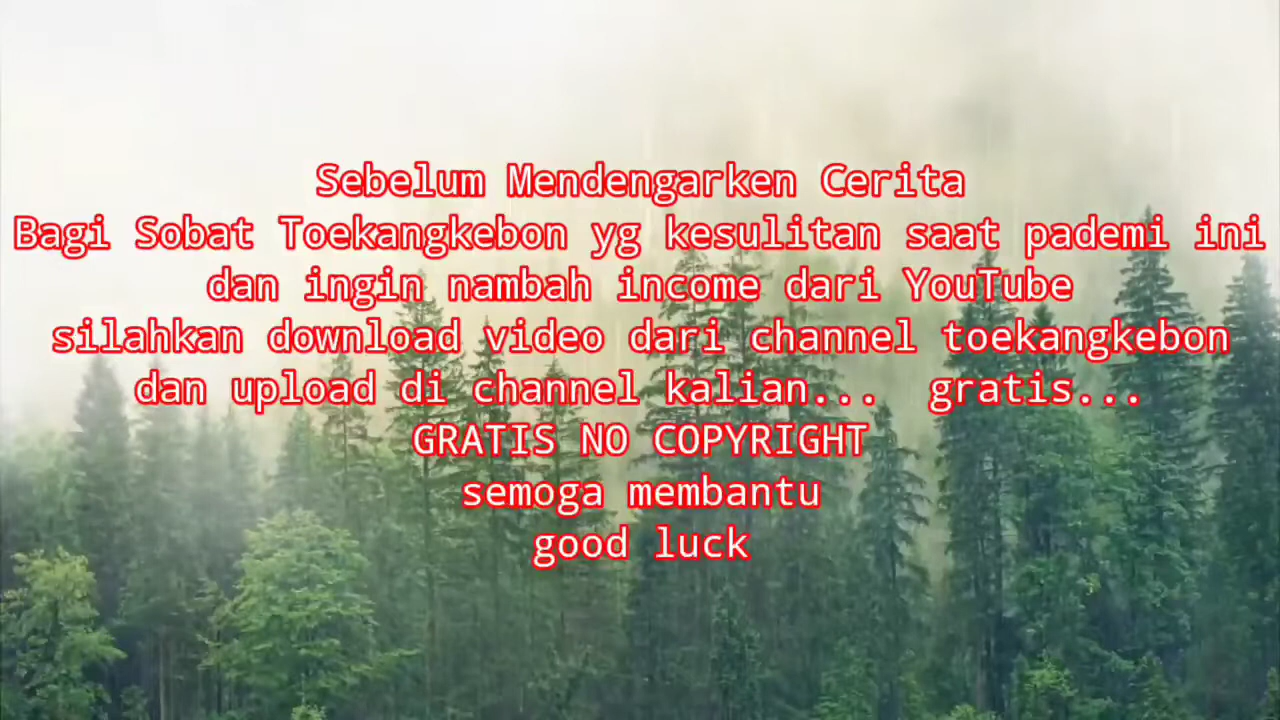 Sebelum Mendengarken Cerita
Bagi Sobat Toekangkebon yg kesulitan saat pademi ini
dan ingin nambah income dari YouTube
silahkan download video dari channel toekangkebon
dan upload di channel kalian... gratis...
GRATIS NO COPYRIGHT
semoga membantu
good luck